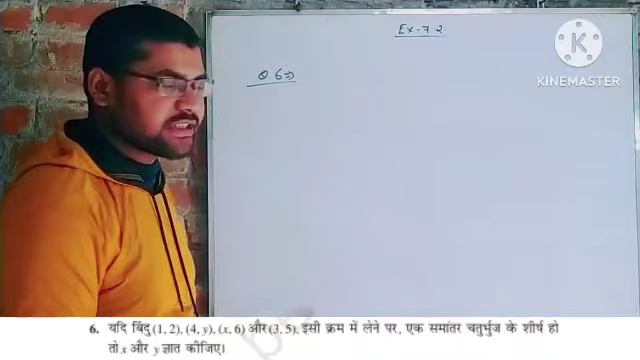 Ex-7.2
Q 6⇒
KINEMASTER
6. यदि बिंदु (1, 2), (4, y), (x, 6) और (3, 5), इसी क्रम में लेने पर, एक समांतर चतुर्भुज के शीर्ष हो
तो x और y ज्ञात कीजिए।